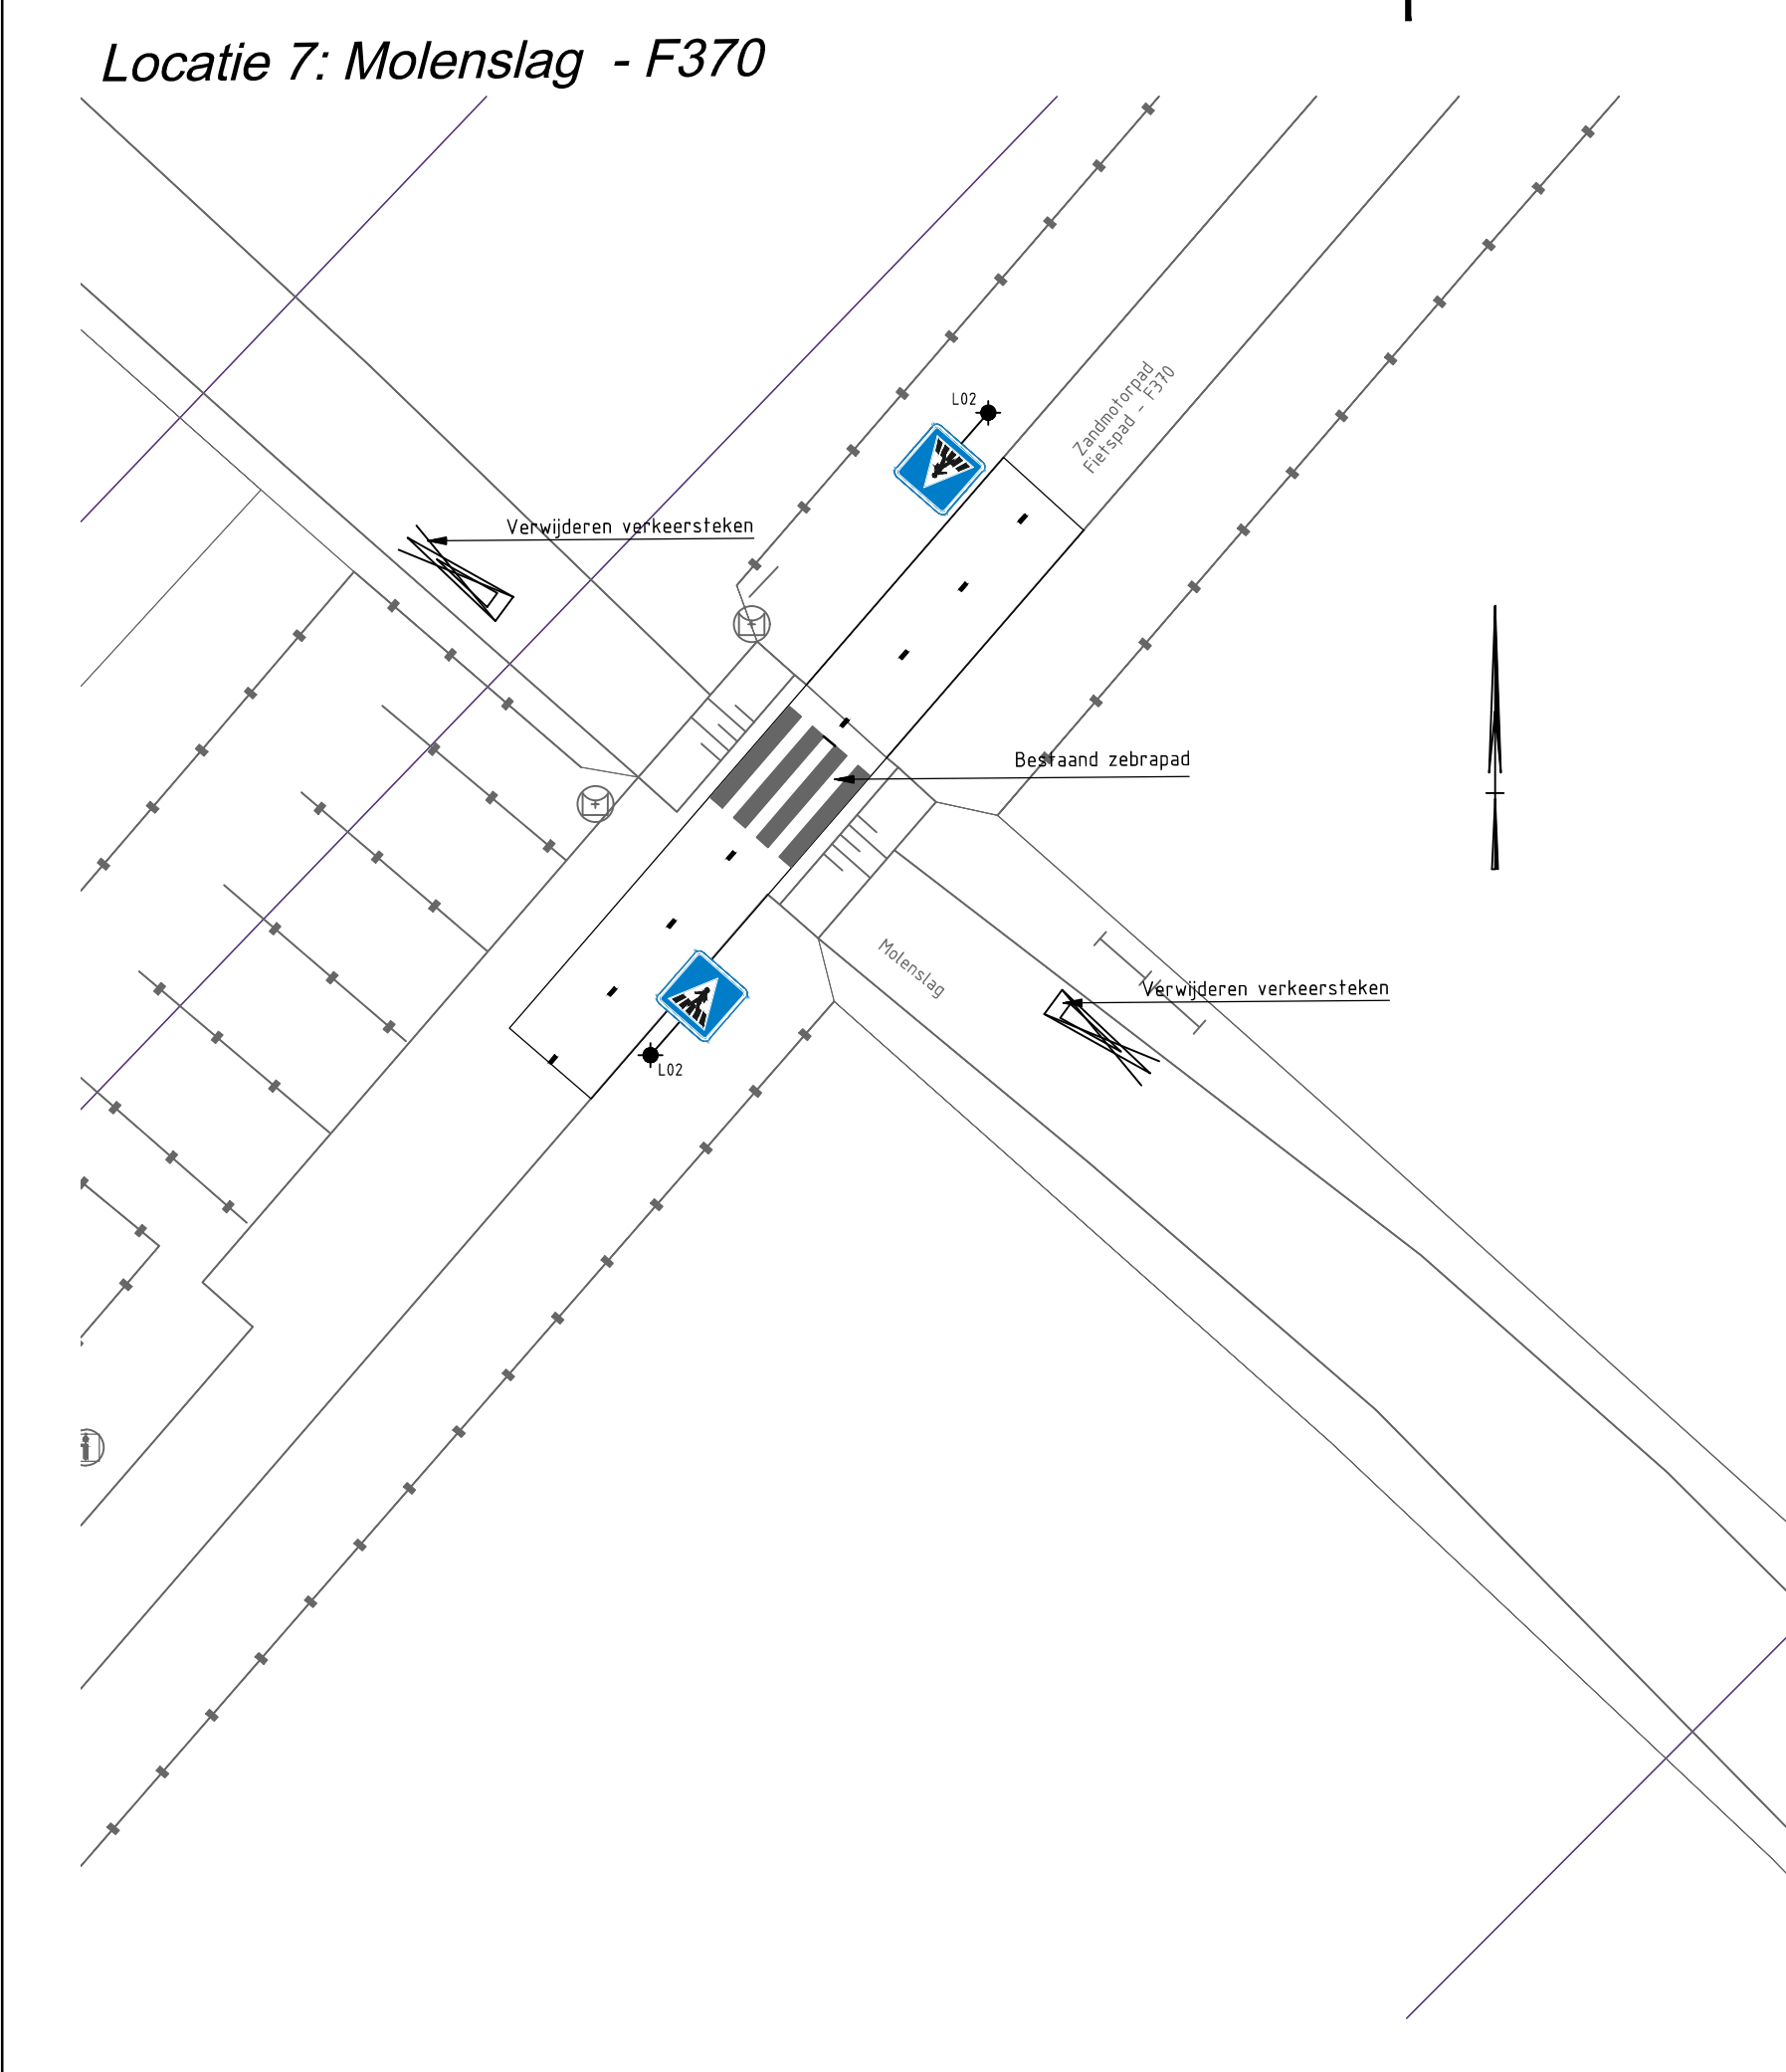 Locatie 7: Molenslag - F370
L02
Zandmotorpad
Fietspad - F370
Verwijderen verkeersteken
Bestaand zebrapad
Molenslag
Verwijderen verkeersteken
L02